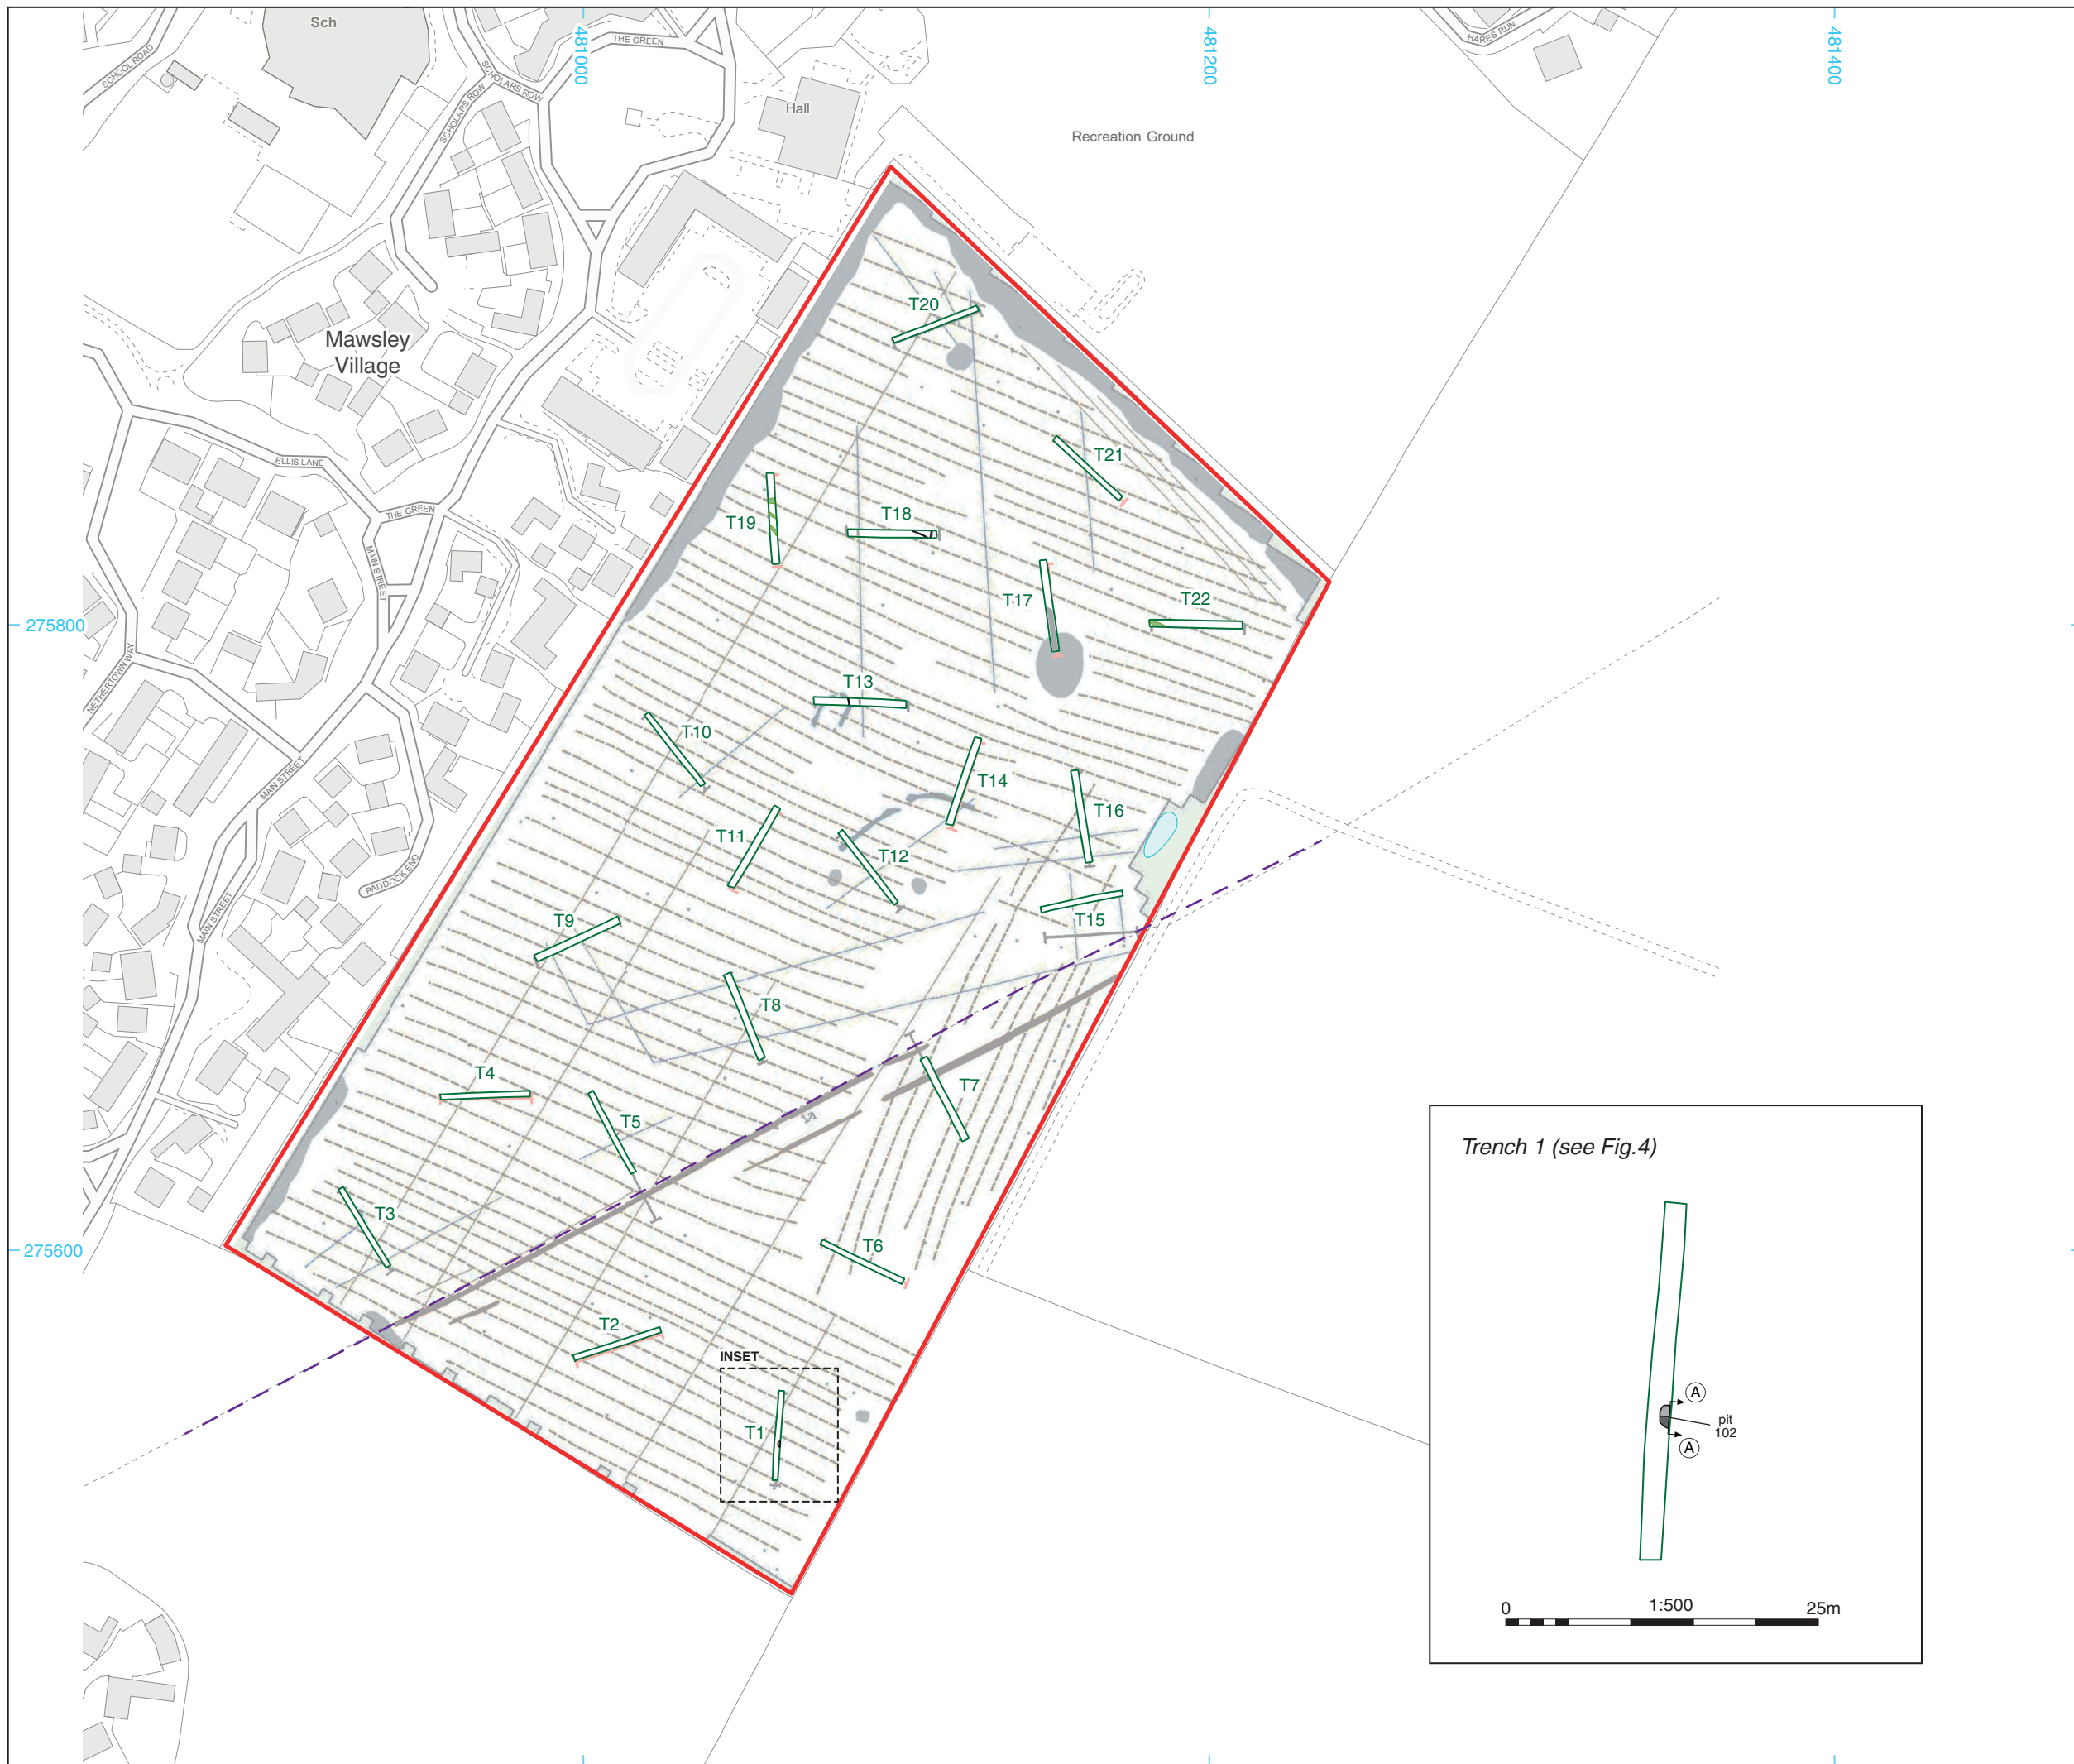 Sch
SCHOOL ROAD
SCHOLARS ROW
SCHOLARS ROW
THE GREEN
481000
481200
481400
HARES RUN
Hall
Recreation Ground
Mawsley
Village
ELLIS LANE
THE GREEN
MAIN STREET
NETHERTOWN WAY
MAIN STREET
MAIN STREET
PADDOCK END
275800
275600
T20
T21
T19
T18
T17
T22
T13
T10
T14
T16
T11
T12
T15
T9
T8
T4
T5
T7
1a
T3
T6
T2
INSET
T1
Trench 1 (see Fig.4)
A
pit
102
A
0
1:500
25m